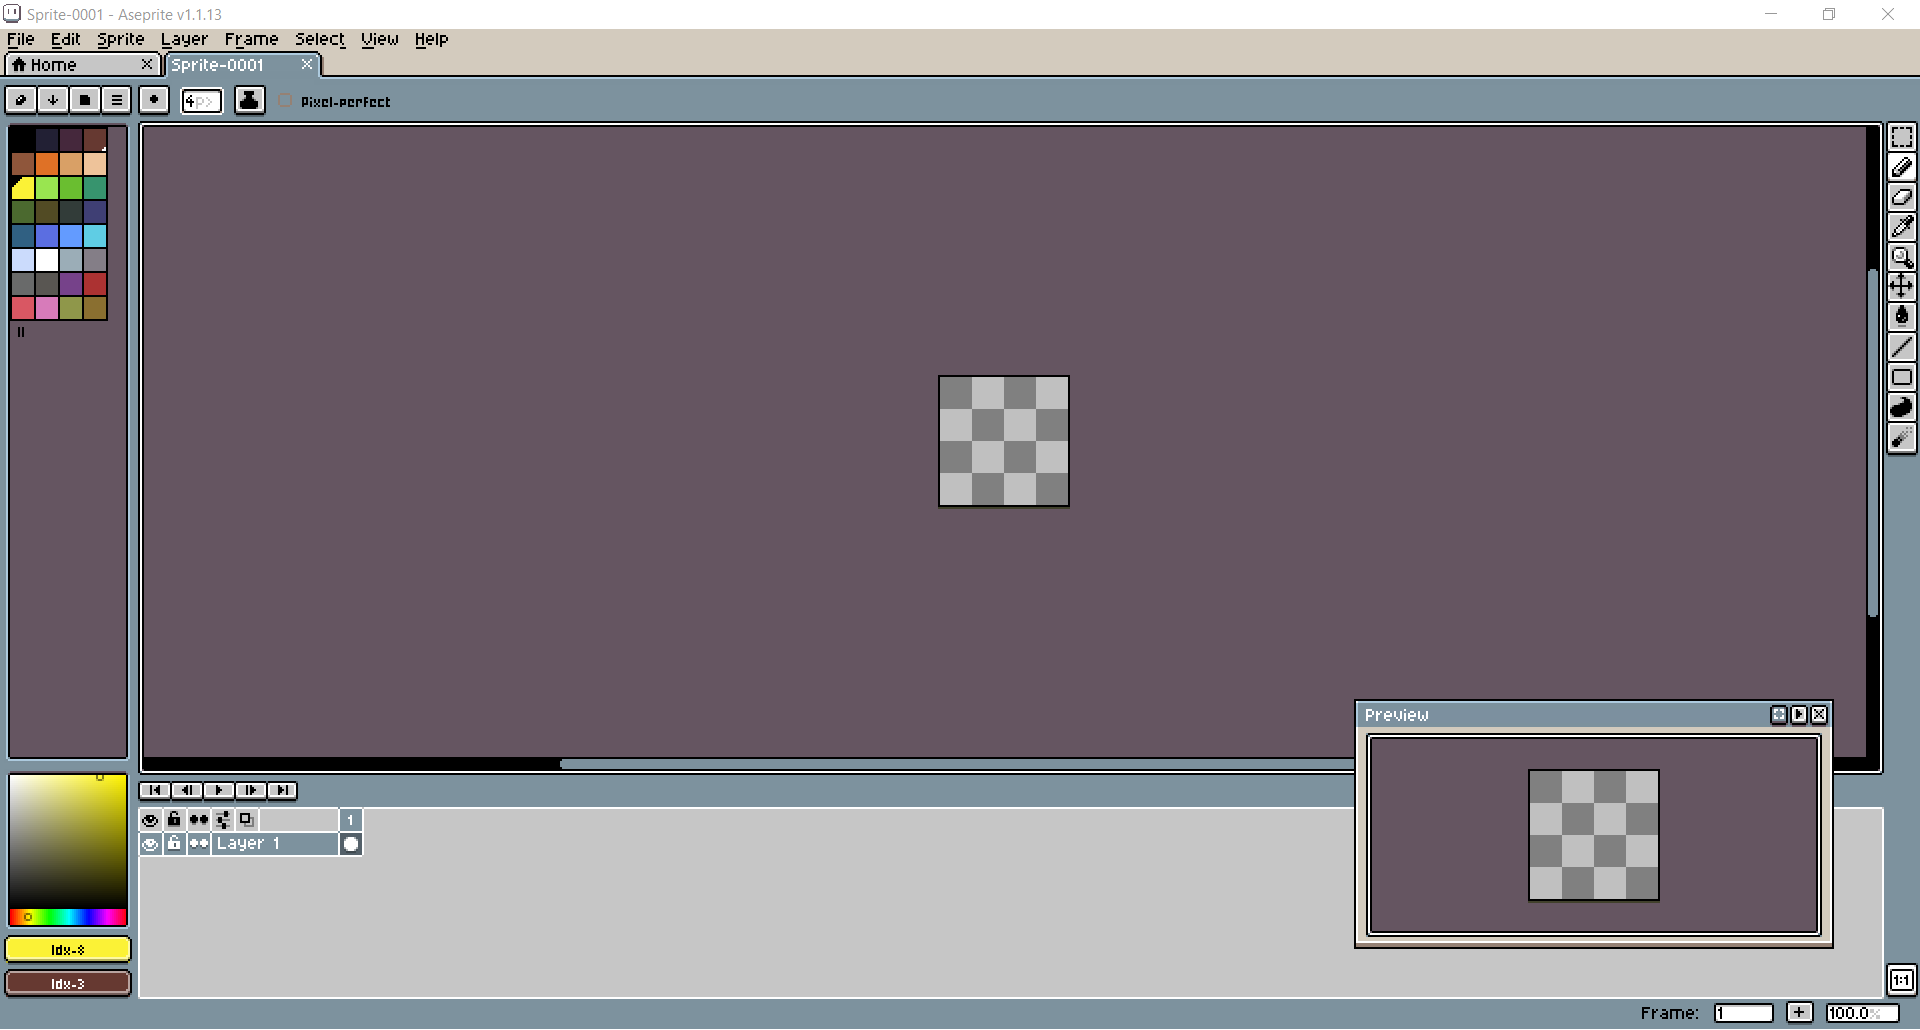 Sprite-0001 - Aseprite v1.1.13
File Edit Sprite Layer Frame Select View Help
Home Sprite-0001
4px Pixel-perfect
Preview
1
Layer 1
Idx-8
Idx-3
1:1
Frame: 1 + 100.0%